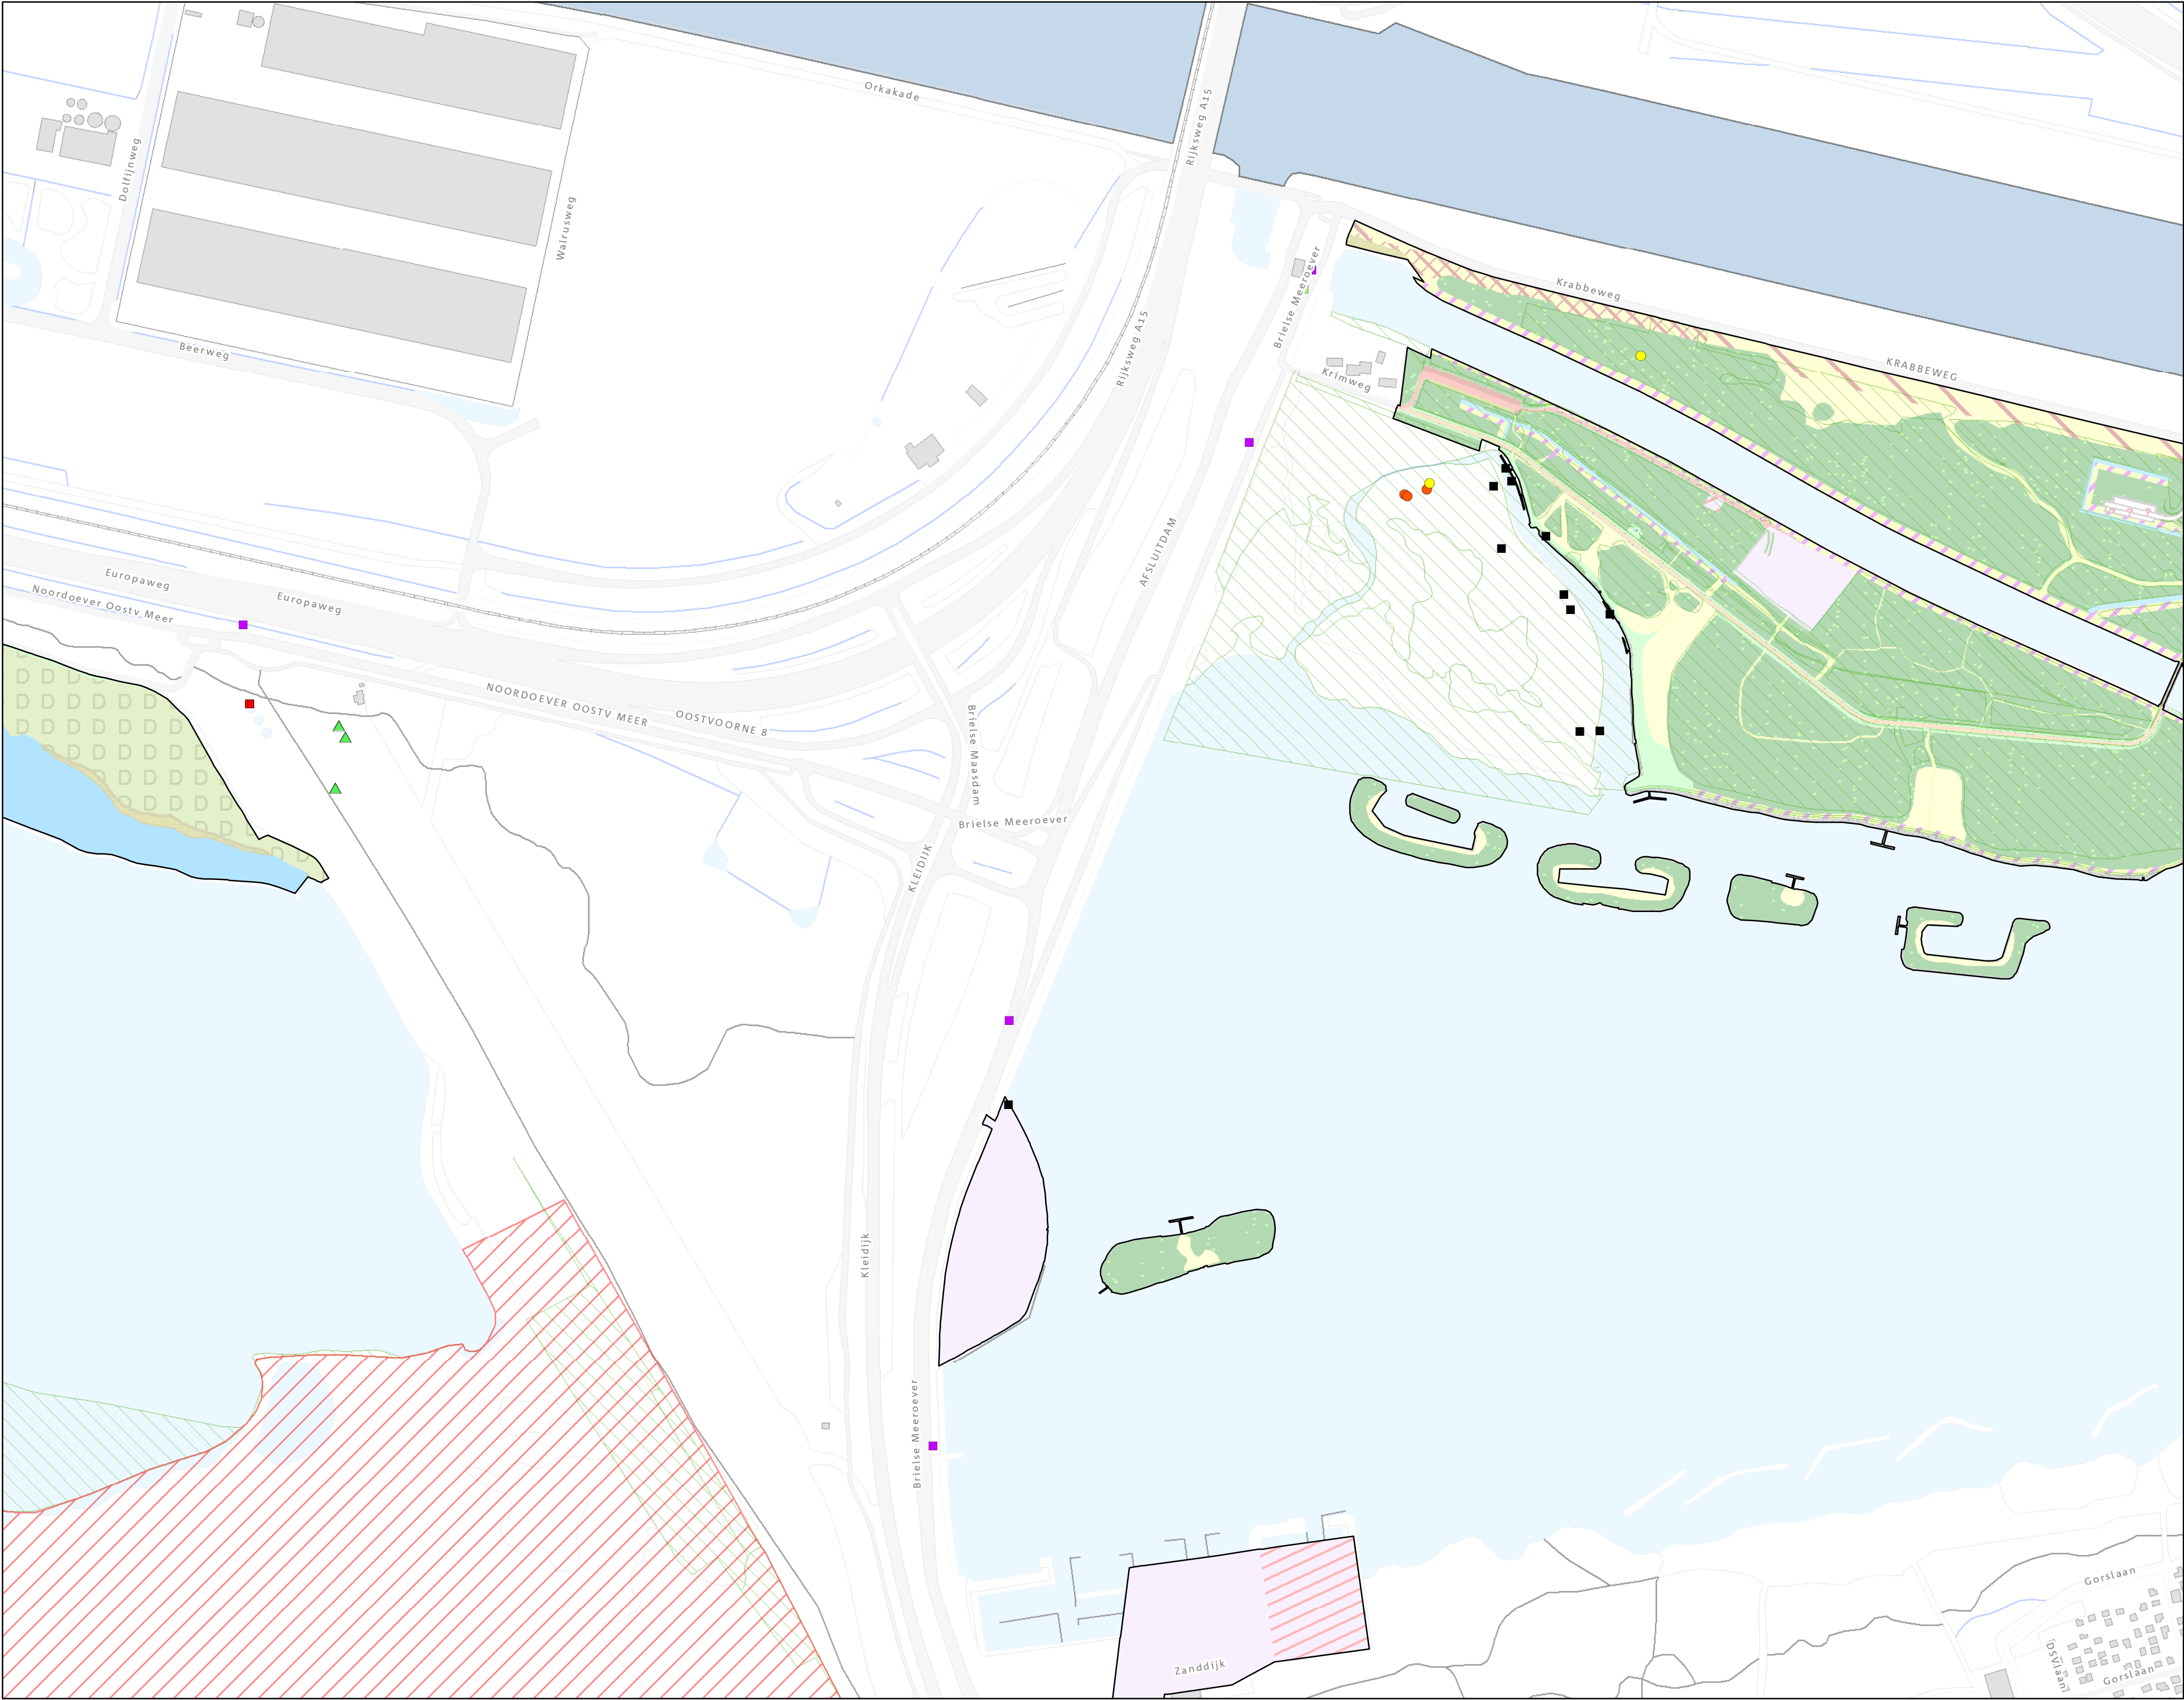 Orkakade
Rijksweg A15
Dolfijnweg
Walrusweg
Brielse Meeroever
Krabbeweg
Beerweg
Rijksweg A15
KRABBEWEG
Krimweg
AFSLUITDAM
Europaweg
Noordoever Oostv. Meer
Europaweg
NOORDOEVER OOSTV MEER
OOSTVOORNE 8
Brielse Maasdam
D D D D D D
D D D D D D D
D D D D D D D
D D D D D D
D D D D D
D D D D
D D
D
Brielse Meeroever
KLEIDIJK
Kleidijk
Brielse Meeroever
Zanddijk
Gorslaan
Gorslaan